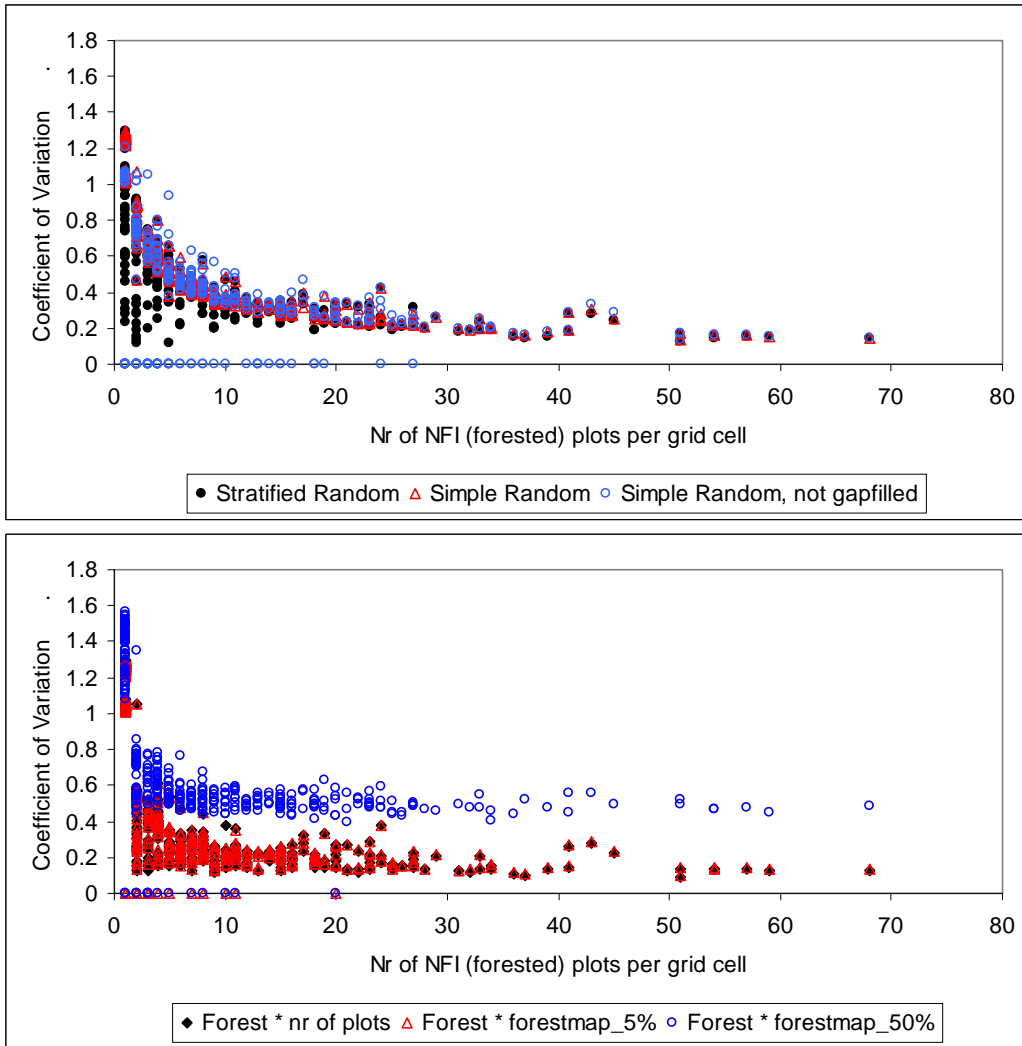 1.8
1.6
1.4
1.2
1
0.8
0.6
0.4
0.2
0
Coefficient of Variation
0 10 20 30 40 50 60 70 80
Nr of NFI (forested) plots per grid cell
Stratified Random Simple Random Simple Random, not gapfilled
1.8
1.6
1.4
1.2
1
0.8
0.6
0.4
0.2
0
Coefficient of Variation
0 10 20 30 40 50 60 70 80
Nr of NFI (forested) plots per grid cell
Forest * nr of plots Forest * forestmap_5% Forest * forestmap_50%